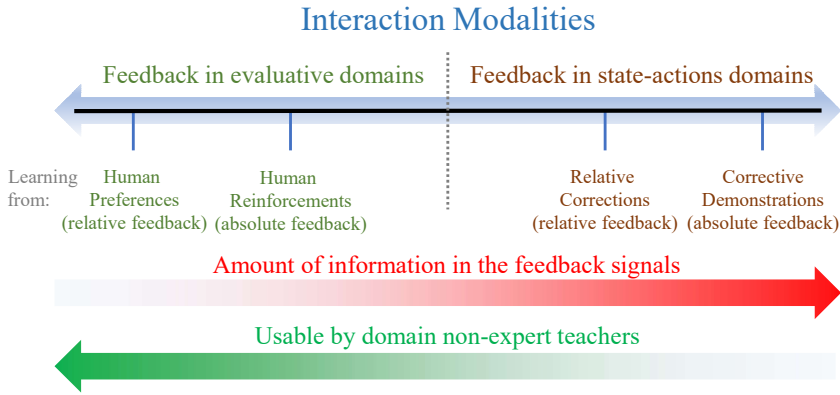 Interaction Modalities
Feedback in evaluative domains
Feedback in state-actions domains
Learning from:
Human
Preferences
(relative feedback)
Human
Reinforcements
(absolute feedback)
Relative
Corrections
(relative feedback)
Corrective
Demonstrations
(absolute feedback)
Amount of information in the feedback signals
Usable by domain non-expert teachers